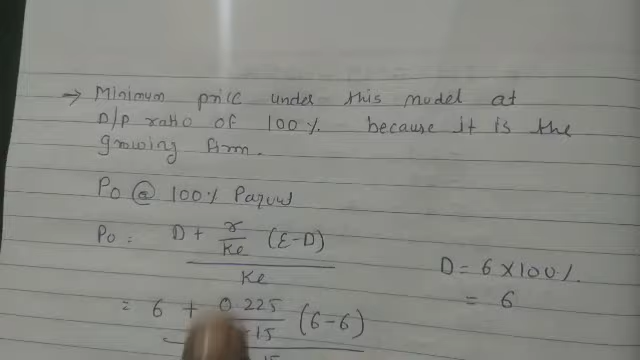 → Minimum price under this model at
D/P ratio of 100% because it is the
growing firm.
P0 @ 100% Payout
P0 = D + r/Ke (E-D)
Ke
D = 6 × 100%
= 6
= 6 + 0.225 (6-6)